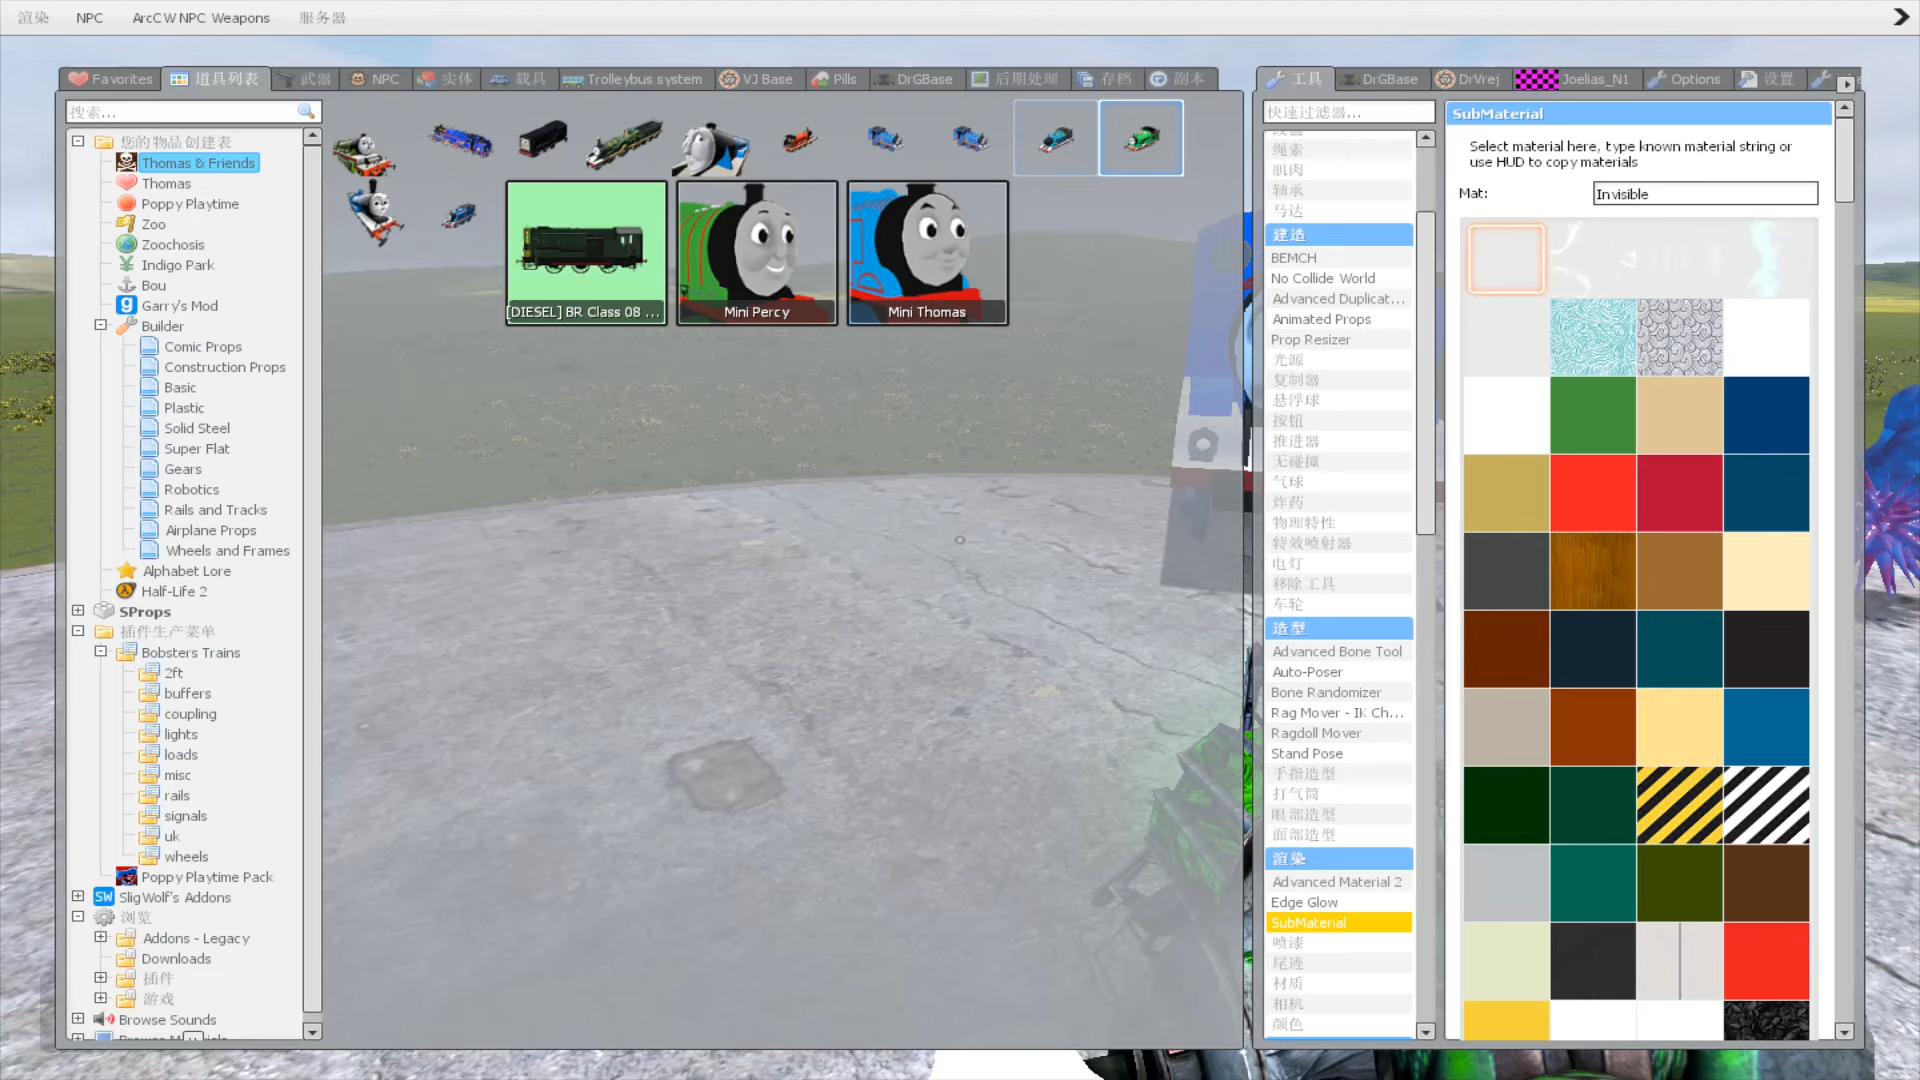 渲染
NPC
ArcCW NPC Weapons
服务器
Favorites
道具列表
武器
NPC
实体
载具
Trolleybus system
VJ Base
Pills
DrGBase
后期处理
存档
副本
工具
DrGBase
DrVrej
Joelias_N1
Options
设置
搜索...
您的物品创建表
Thomas & Friends
Thomas
Poppy Playtime
Zoo
Zoochosis
Indigo Park
Bou
Garry's Mod
Builder
Comic Props
Construction Props
Basic
Plastic
Solid Steel
Super Flat
Gears
Robotics
Rails and Tracks
Airplane Props
Wheels and Frames
Alphabet Lore
Half-Life 2
SProps
插件生产菜单
Bobsters Trains
2ft
buffers
coupling
lights
loads
misc
rails
signals
uk
wheels
Poppy Playtime Pack
SligWolf's Addons
浏览
Addons - Legacy
Downloads
插件
游戏
Browse Sounds
[DIESEL] BR Class 08 ...
Mini Percy
Mini Thomas
快速过滤器...
绳索
肌肉
轴承
马达
建造
BEMCH
No Collide World
Advanced Duplicat...
Animated Props
Prop Resizer
光源
复制器
悬浮球
按钮
推进器
无碰撞
气球
炸药
物理特性
特效喷射器
电灯
移除工具
车轮
造型
Advanced Bone Tool
Auto-Poser
Bone Randomizer
Rag Mover - IK Ch...
Ragdoll Mover
Stand Pose
手指造型
打气筒
眼部造型
面部造型
渲染
Advanced Material 2
Edge Glow
SubMaterial
喷漆
尾迹
材质
相机
颜色
SubMaterial
Select material here, type known material string or
use HUD to copy materials
Mat:
Invisible